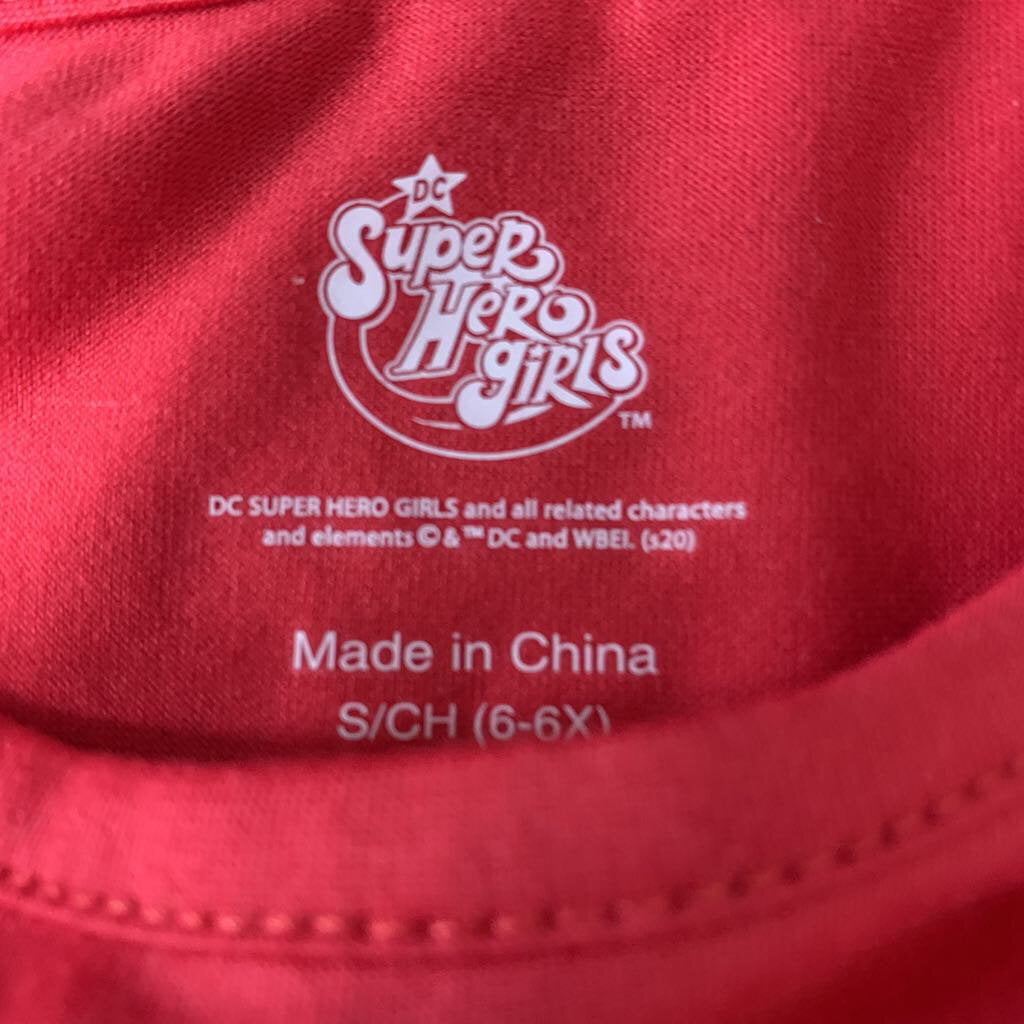 DC
Super
Hero
Girls
TM
DC SUPER HERO GIRLS and all related characters
and elements © & ™ DC and WBEI. (s20)
Made in China
S/CH (6-6X)